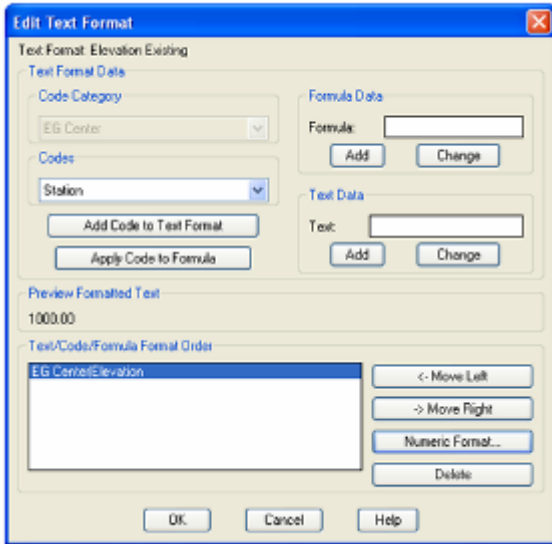 Edit Text Format
Text Format: Elevation Existing
Text Format Data
Code Category
EG Center
Codes
Station
Add Code to Text Format
Apply Code to Formula
Formula Data
Formula:
Add
Change
Text Data
Text:
Add
Change
Preview Formatted Text
1000.00
Text/Code/Formula Format Order
EG Center|Elevation
<- Move Left
-> Move Right
Numeric Format...
Delete
OK
Cancel
Help